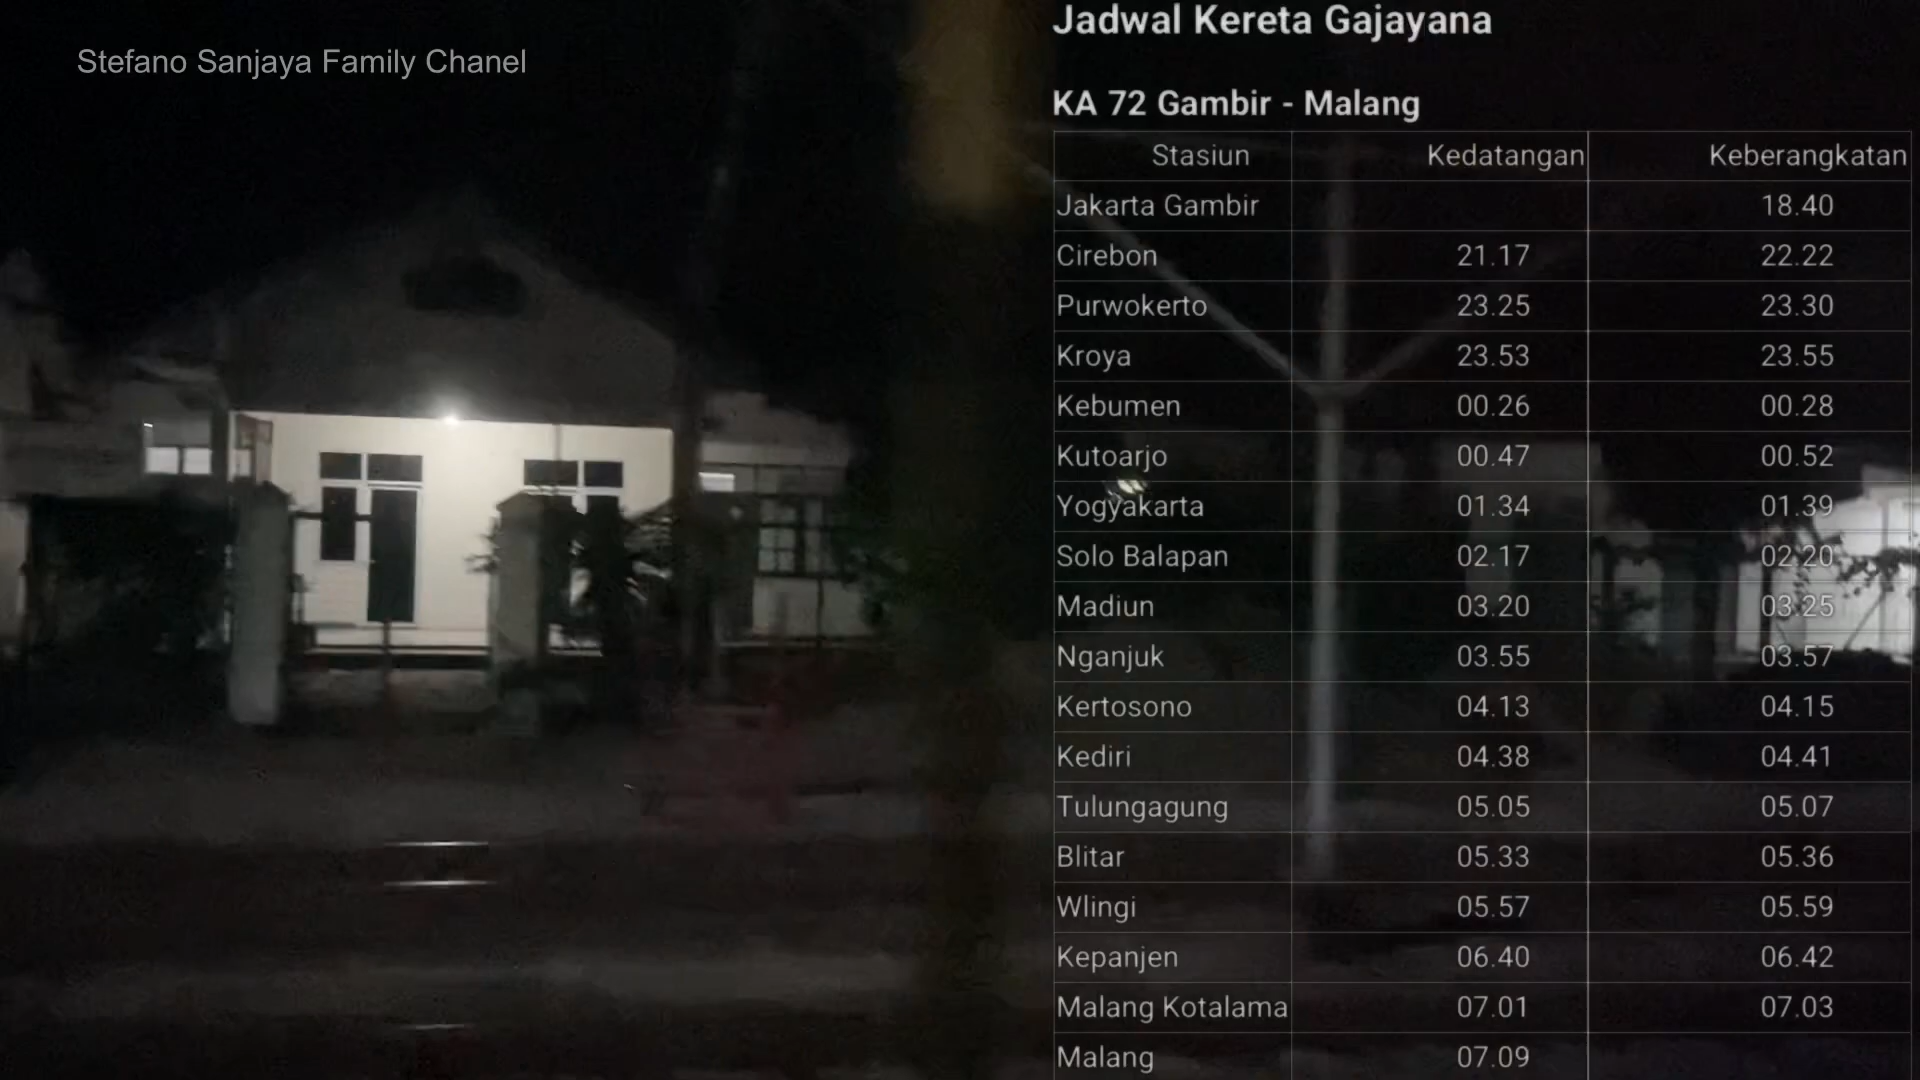 Stefano Sanjaya Family Chanel
Jadwal Kereta Gajayana
KA 72 Gambir - Malang
Stasiun Kedatangan Keberangkatan
Jakarta Gambir 18.40
Cirebon 21.17 22.22
Purwokerto 23.25 23.30
Kroya 23.53 23.55
Kebumen 00.26 00.28
Kutoarjo 00.47 00.52
Yogyakarta 01.34 01.39
Solo Balapan 02.17 02.20
Madiun 03.20 03.25
Nganjuk 03.55 03.57
Kertosono 04.13 04.15
Kediri 04.38 04.41
Tulungagung 05.05 05.07
Blitar 05.33 05.36
Wlingi 05.57 05.59
Kepanjen 06.40 06.42
Malang Kotalama 07.01 07.03
Malang 07.09